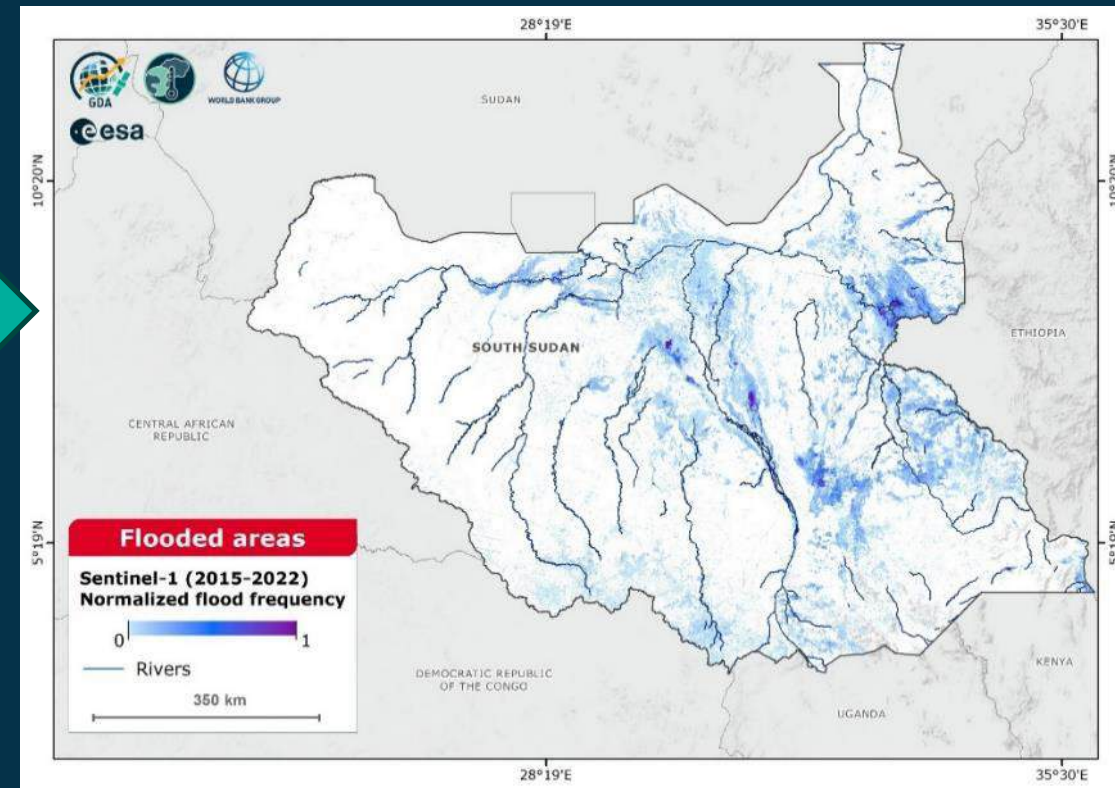 28°19'E
35°30'E
GDA
WORLD BANK GROUP
esa
SUDAN
10°20'N
ETHIOPIA
SOUTH SUDAN
CENTRAL AFRICAN
REPUBLIC
5°19'N
Flooded areas
Sentinel-1 (2015-2022)
Normalized flood frequency
0
1
Rivers
350 km
DEMOCRATIC REPUBLIC
OF THE CONGO
KENYA
UGANDA
28°19'E
35°30'E